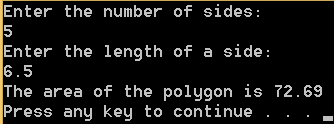 Enter the number of sides:
5
Enter the length of a side:
6.5
The area of the polygon is 72.69
Press any key to continue . . . _